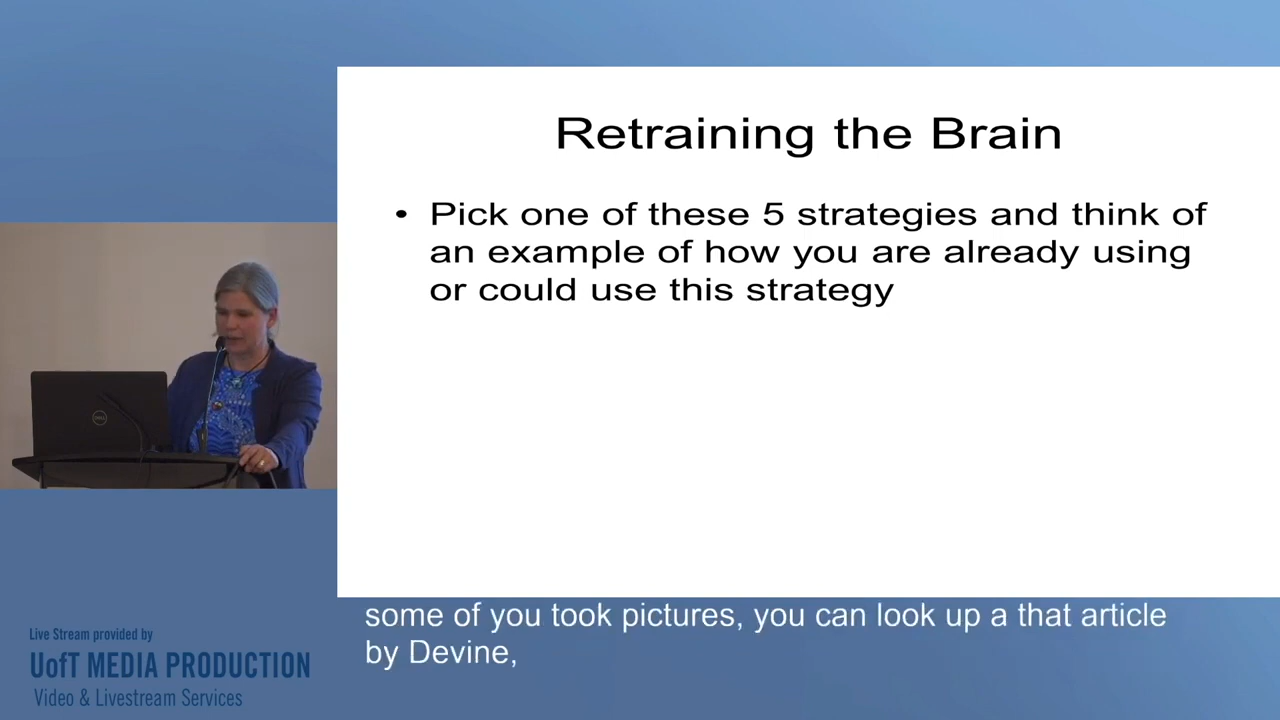 Retraining the Brain
• Pick one of these 5 strategies and think of
an example of how you are already using
or could use this strategy
some of you took pictures, you can look up a that article
by Devine,
Live Stream provided by
UofT MEDIA PRODUCTION
Video & Livestream Services
DELL